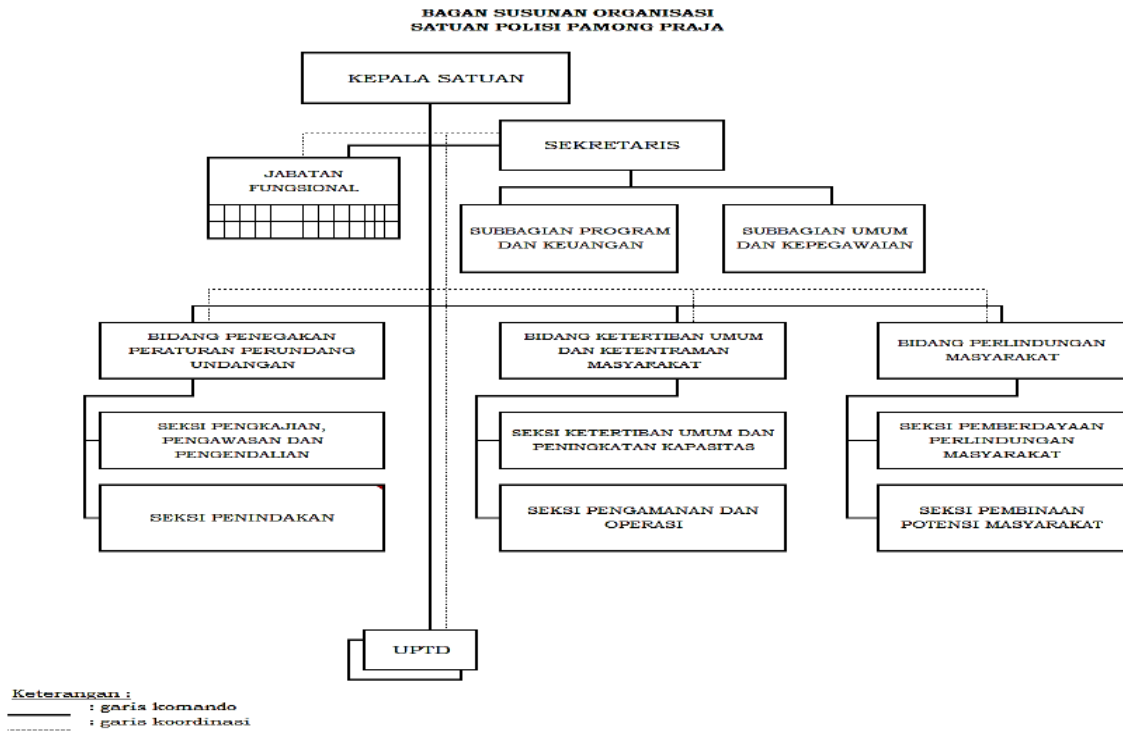 BAGAN SUSUNAN ORGANISASI
SATUAN POLISI PAMONG PRAJA
KEPALA SATUAN
SEKRETARIS
JABATAN
FUNGSIONAL
SUBBAGIAN PROGRAM
DAN KEUANGAN
SUBBAGIAN UMUM
DAN KEPEGAWAIAN
BIDANG PENEGAKAN
PERATURAN PERUNDANG
UNDANGAN
BIDANG KETERTIBAN UMUM
DAN KETENTRAMAN
MASYARAKAT
BIDANG PERLINDUNGAN
MASYARAKAT
SEKSI PENGKAJIAN,
PENGAWASAN DAN
PENGENDALIAN
SEKSI KETERTIBAN UMUM DAN
PENINGKATAN KAPASITAS
SEKSI PEMBERDAYAAN
PERLINDUNGAN
MASYARAKAT
SEKSI PENINDAKAN
SEKSI PENGAMANAN DAN
OPERASI
SEKSI PEMBINAAN
POTENSI MASYARAKAT
UPTD
Keterangan :
: garis komando
: garis koordinasi